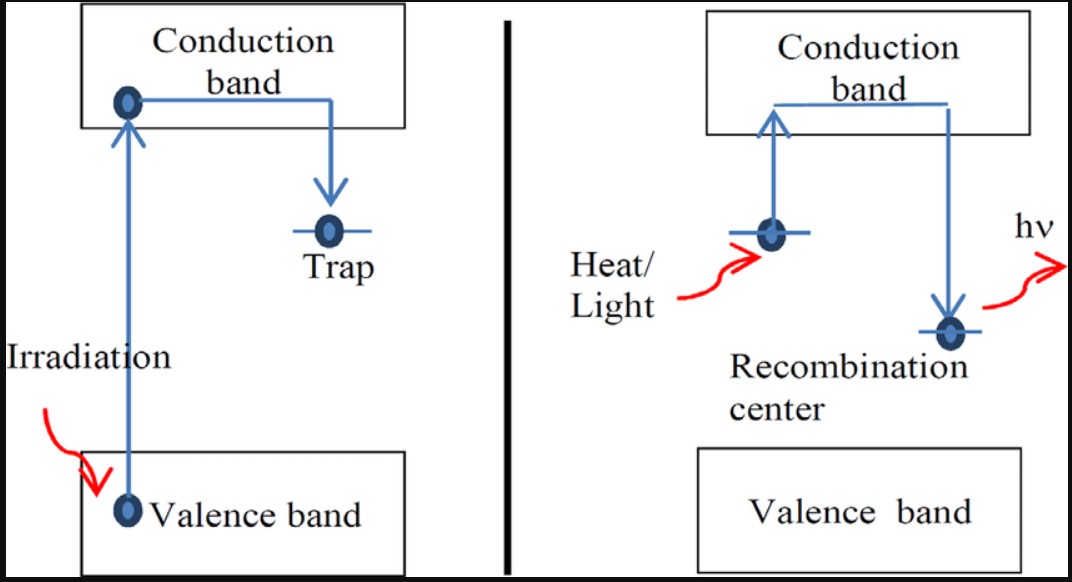 Conduction
band
Trap
Irradiation
Valence band
Conduction
band
hν
Heat/
Light
Recombination
center
Valence band